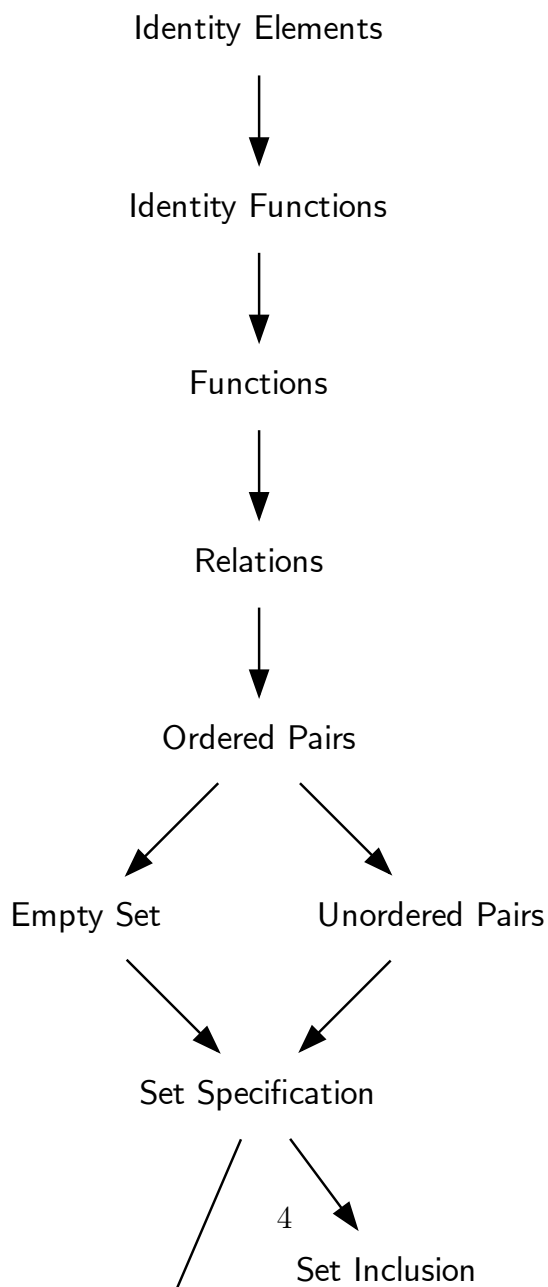 Identity Elements
Identity Functions
Functions
Relations
Ordered Pairs
Empty Set
Unordered Pairs
Set Specification
4
Set Inclusion